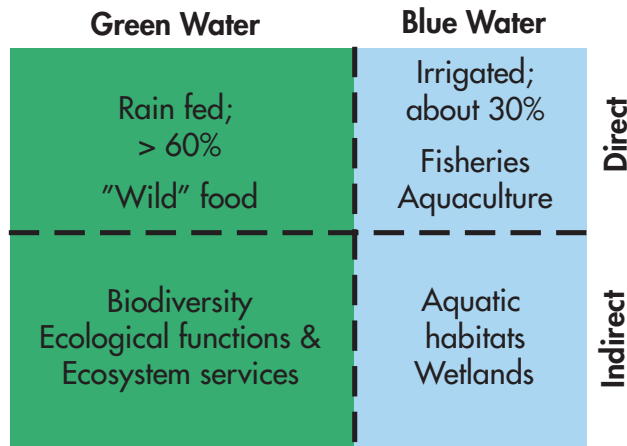 Green Water
Blue Water
Rain fed;
> 60%
”Wild” food
Irrigated;
about 30%
Fisheries
Aquaculture
Direct
Biodiversity
Ecological functions &
Ecosystem services
Aquatic
habitats
Wetlands
Indirect